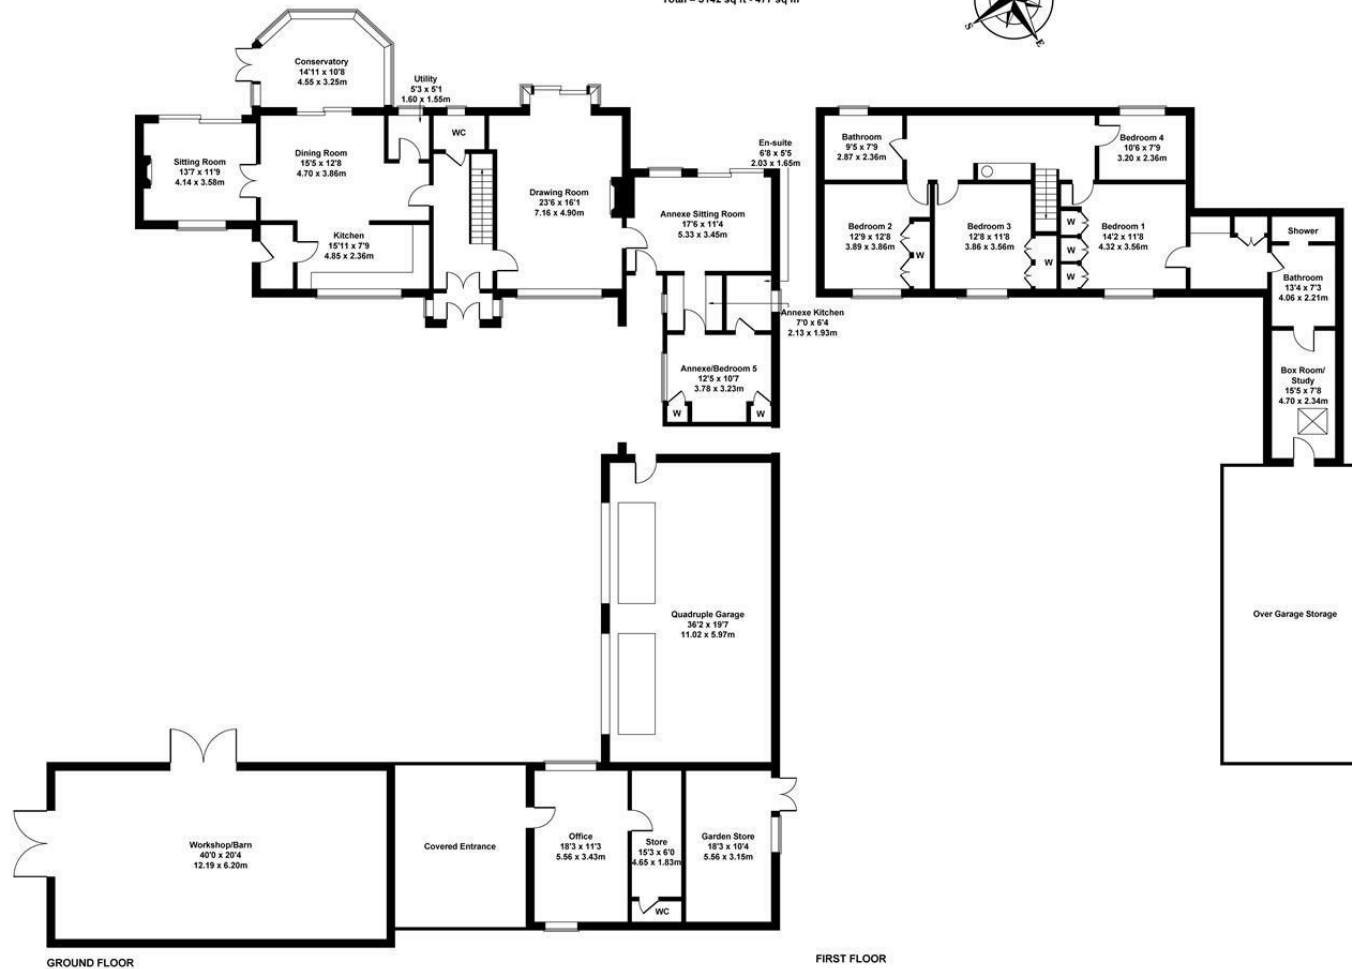 Total = 5142 sq ft - 477 sq m
S
E
Conservatory
14'11 x 10'8
4.55 x 3.25m
Utility
5'3 x 5'1
1.60 x 1.55m
WC
Sitting Room
13'7 x 11'9
4.14 x 3.58m
Dining Room
15'5 x 12'8
4.70 x 3.86m
Kitchen
15'11 x 7'9
4.85 x 2.36m
Drawing Room
23'6 x 16'1
7.16 x 4.90m
En-suite
6'8 x 5'5
2.03 x 1.65m
Annexe Sitting Room
17'6 x 11'4
5.33 x 3.45m
Annexe Kitchen
7'0 x 6'4
2.13 x 1.93m
Annexe/Bedroom 5
12'5 x 10'7
3.78 x 3.23m
W
W
Quadruple Garage
36'2 x 19'7
11.02 x 5.97m
Workshop/Barn
40'0 x 20'4
12.19 x 6.20m
Covered Entrance
Office
18'3 x 11'3
5.56 x 3.43m
Store
15'3 x 6'0
4.65 x 1.83m
WC
Garden Store
18'3 x 10'4
5.56 x 3.15m
GROUND FLOOR
Bathroom
9'5 x 7'9
2.87 x 2.36m
Bedroom 4
10'6 x 7'9
3.20 x 2.36m
Bedroom 2
12'9 x 12'8
3.89 x 3.86m
W
Bedroom 3
12'8 x 11'8
3.86 x 3.56m
W
W
W
W
Bedroom 1
14'2 x 11'8
4.32 x 3.56m
Shower
Bathroom
13'4 x 7'3
4.06 x 2.21m
Box Room/
Study
15'5 x 7'8
4.70 x 2.34m
Over Garage Storage
FIRST FLOOR